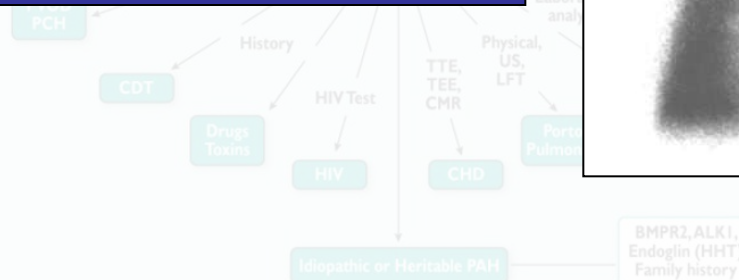 PCH
History
CDT
Physical,
US,
LFT
TTE,
TEE,
CMR
HIV Test
Drugs
Toxins
HIV
CHD
Idiopathic or Heritable PAH
BMPR2, ALK1,
Endoglin (HHT)
Family history